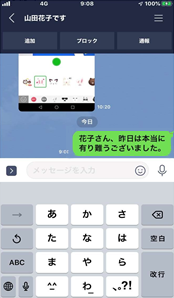 4G
9:08
100%
山田花子です
追加
ブロック
通報
10:20
今日
花子さん、昨日は本当に
有り難うございました。
9:03
メッセージを入力
→
あ
か
さ
た
な
は
空白
ABC
ま
や
ら
改行
^^
わ
、。?!